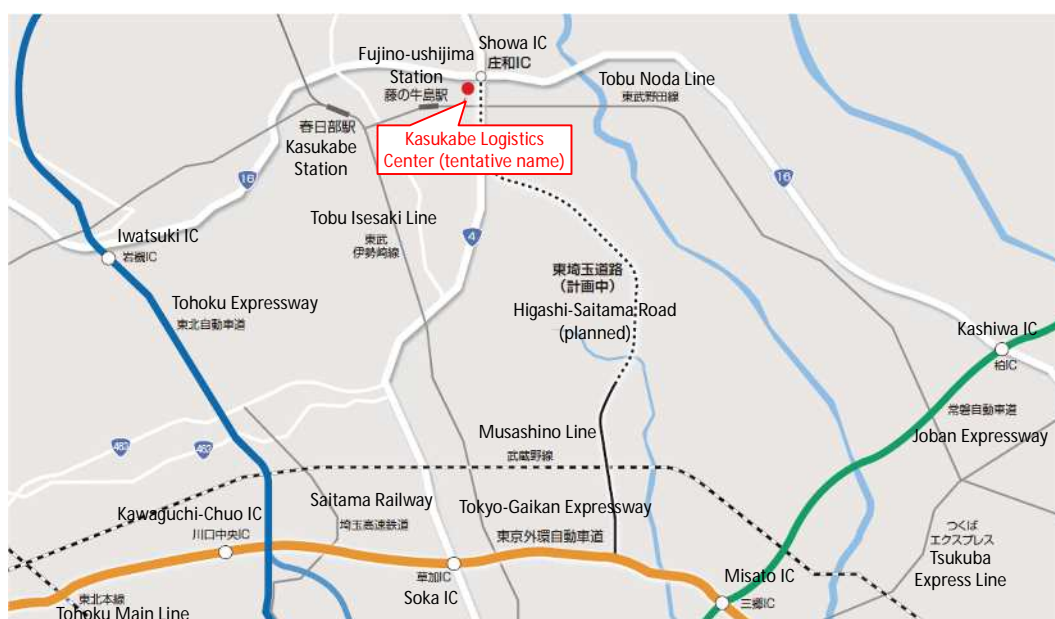 Showa IC
庄和IC
Fujino-ushijima
Station
藤の牛島駅
Tobu Noda Line
東武野田線
春日部駅
Kasukabe
Station
Kasukabe Logistics
Center (tentative name)
16
16
Tobu Isesaki Line
東武
伊勢崎線
4
Iwatsuki IC
岩槻IC
東埼玉道路
(計画中)
Higashi-Saitama Road
(planned)
Tohoku Expressway
東北自動車道
Kashiwa IC
柏IC
常磐自動車道
Joban Expressway
Musashino Line
武蔵野線
463
462
Saitama Railway
埼玉高速鉄道
Tokyo-Gaikan Expressway
東京外環自動車道
Kawaguchi-Chuo IC
川口中央IC
つくば
エクスプレス
Tsukuba
Express Line
草加IC
Soka IC
Misato IC
三郷IC
東北本線
Tohoku Main Line